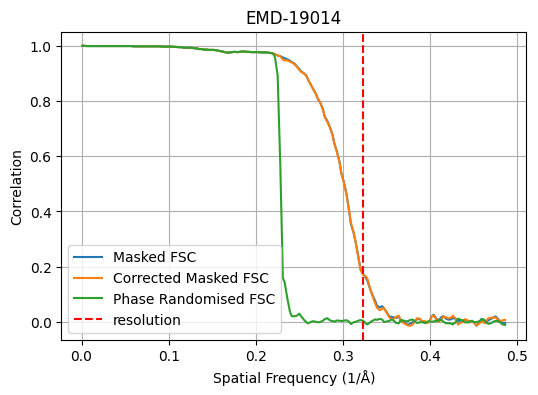 EMD-19014
1.0
0.8
0.6
0.4
0.2
0.0
Correlation
Masked FSC
Corrected Masked FSC
Phase Randomised FSC
resolution
0.0 0.1 0.2 0.3 0.4 0.5
Spatial Frequency (1/Å)